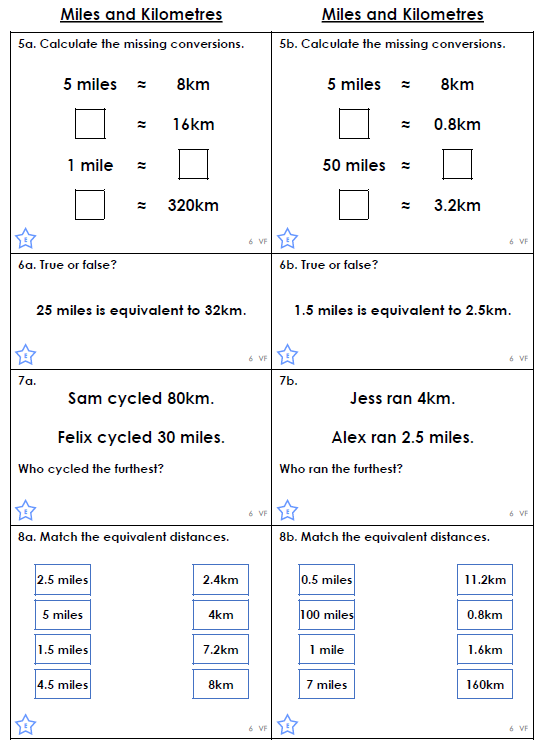 Miles and Kilometres
Miles and Kilometres
5a. Calculate the missing conversions.
5 miles ≈ 8km
≈ 16km
1 mile ≈
≈ 320km
E
6 VF
5b. Calculate the missing conversions.
5 miles ≈ 8km
≈ 0.8km
50 miles ≈
≈ 3.2km
E
6 VF
6a. True or false?
25 miles is equivalent to 32km.
E
6 VF
6b. True or false?
1.5 miles is equivalent to 2.5km.
E
6 VF
7a.
Sam cycled 80km.
Felix cycled 30 miles.
Who cycled the furthest?
E
6 VF
7b.
Jess ran 4km.
Alex ran 2.5 miles.
Who ran the furthest?
E
6 VF
8a. Match the equivalent distances.
2.5 miles 2.4km
5 miles 4km
1.5 miles 7.2km
4.5 miles 8km
E
6 VF
8b. Match the equivalent distances.
0.5 miles 11.2km
100 miles 0.8km
1 mile 1.6km
7 miles 160km
E
6 VF